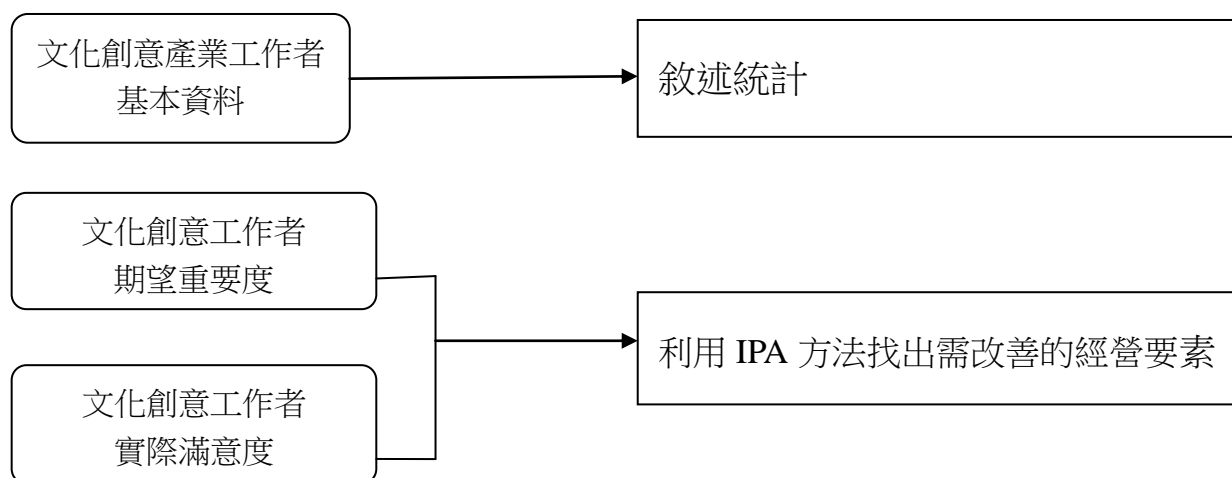 文化創意產業工作者
基本資料
敘述統計
文化創意工作者
期望重要度
利用 IPA 方法找出需改善的經營要素
文化創意工作者
實際滿意度